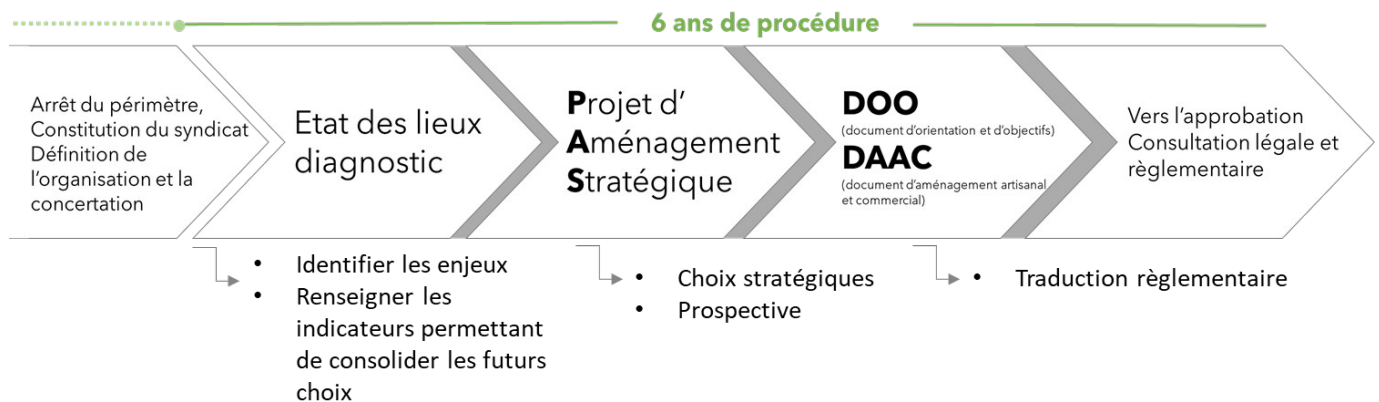 6 ans de procédure
Arrêt du périmètre,
Constitution du syndicat
Définition de
l'organisation et la
concertation
Etat des lieux
diagnostic
Projet d'
Aménagement
Stratégique
DOO
(document d'orientation et d'objectifs)
DAAC
(document d'aménagement artisanal
et commercial)
Vers l'approbation
Consultation légale et
règlementaire
• Identifier les enjeux
• Renseigner les
indicateurs permettant
de consolider les futurs
choix
• Choix stratégiques
• Prospective
• Traduction règlementaire